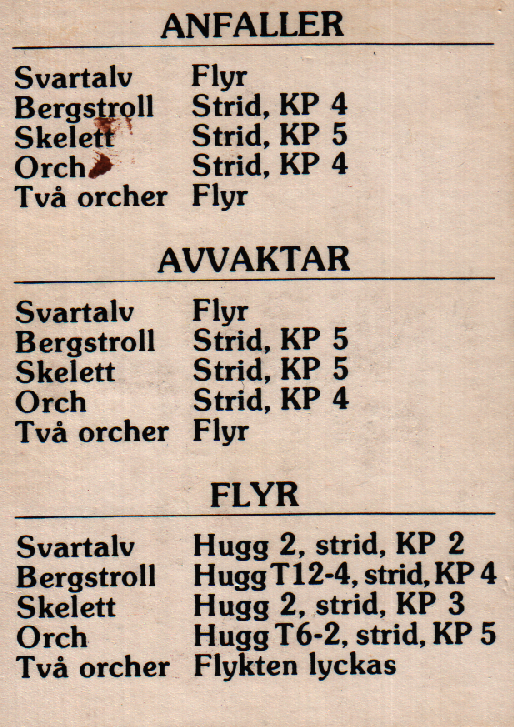 ANFALLER
Svartalv Flyr
Bergstroll Strid, KP 4
Skelett Strid, KP 5
Orch Strid, KP 4
Två orcher Flyr
AVVAKTAR
Svartalv Flyr
Bergstroll Strid, KP 5
Skelett Strid, KP 5
Orch Strid, KP 4
Två orcher Flyr
FLYR
Svartalv Hugg 2, strid, KP 2
Bergstroll Hugg T12-4, strid, KP 4
Skelett Hugg 2, strid, KP 3
Orch Hugg T6-2, strid, KP 5
Två orcher Flykten lyckas